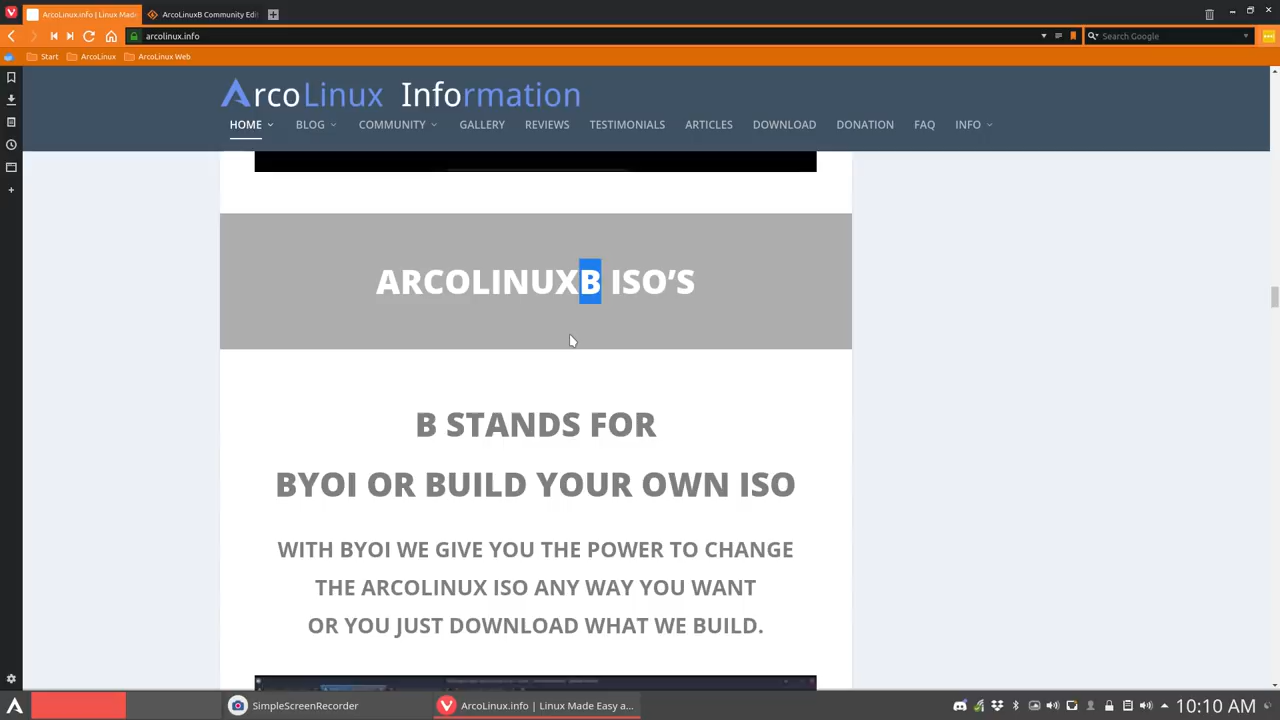 ArcoLinux.info | Linux Made
ArcoLinuxB Community Edi
arcolinux.info
Search Google
Start
ArcoLinux
ArcoLinux Web
ArcoLinux Information
HOME
BLOG
COMMUNITY
GALLERY
REVIEWS
TESTIMONIALS
ARTICLES
DOWNLOAD
DONATION
FAQ
INFO
ARCOLINUXB ISO’S
B STANDS FOR
BYOI OR BUILD YOUR OWN ISO
WITH BYOI WE GIVE YOU THE POWER TO CHANGE
THE ARCOLINUX ISO ANY WAY YOU WANT
OR YOU JUST DOWNLOAD WHAT WE BUILD.
SimpleScreenRecorder
ArcoLinux.info | Linux Made Easy a...
10:10 AM